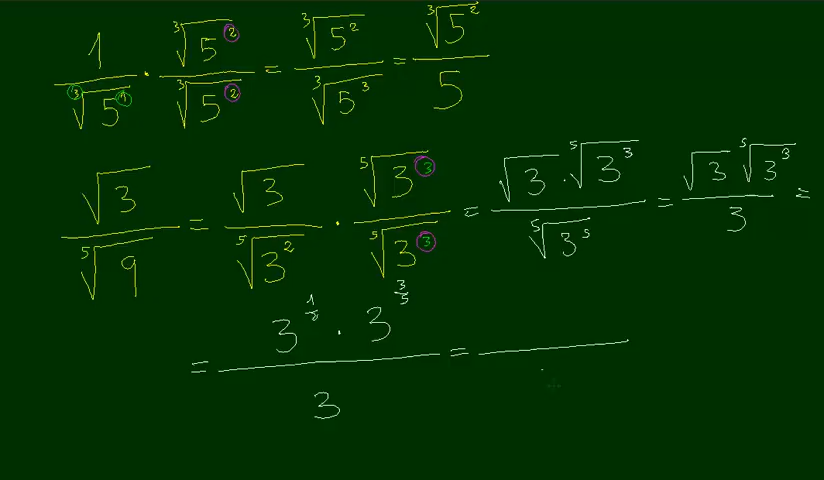 1/∛5¹ · ∛5²/∛5² = ∛5²/∛5³ = ∛5²/5
√3/⁵√9 = √3/⁵√3² · ⁵√3³/⁵√3³ = √3 · ⁵√3³/⁵√3⁵ = √3 ⁵√3³/3 =
= 3^(1/2) · 3^(3/5)/3 =